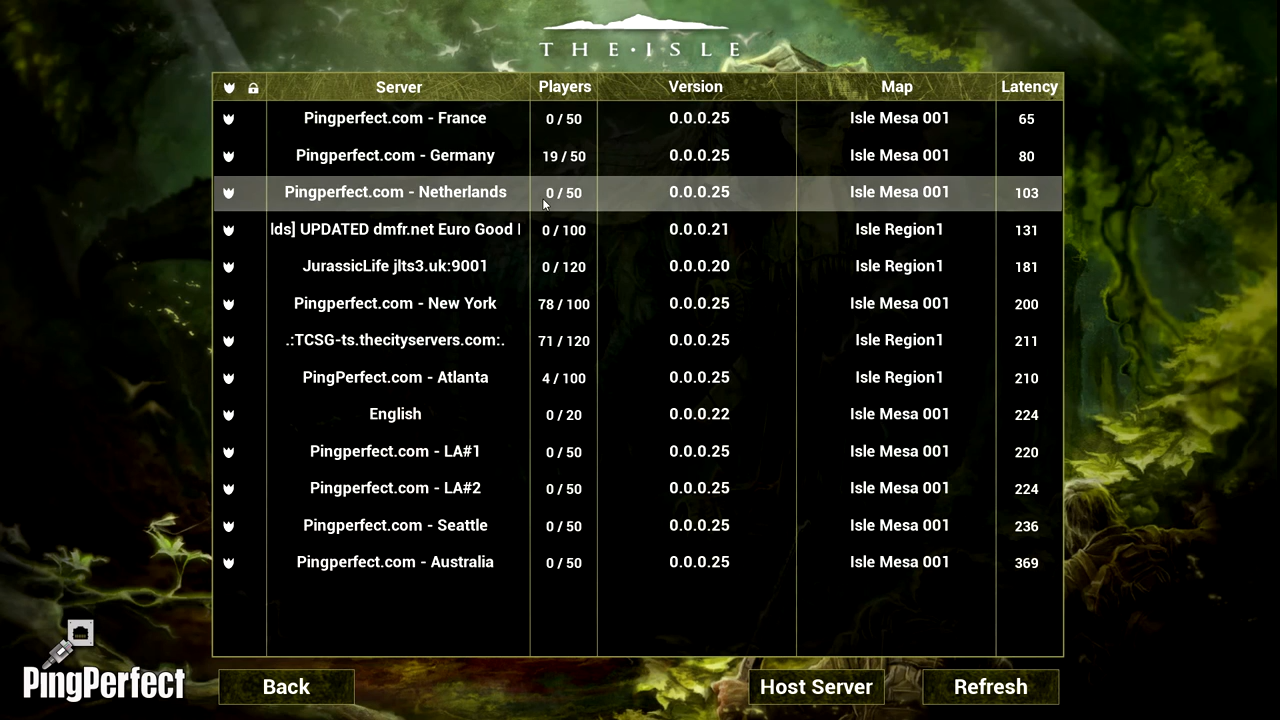 THE·ISLE
Server Players Version Map Latency
Pingperfect.com - France 0 / 50 0.0.0.25 Isle Mesa 001 65
Pingperfect.com - Germany 19 / 50 0.0.0.25 Isle Mesa 001 80
Pingperfect.com - Netherlands 0 / 50 0.0.0.25 Isle Mesa 001 103
lds] UPDATED dmfr.net Euro Good 0 / 100 0.0.0.21 Isle Region1 131
JurassicLife jlts3.uk:9001 0 / 120 0.0.0.20 Isle Region1 181
Pingperfect.com - New York 78 / 100 0.0.0.25 Isle Mesa 001 200
.:TCSG-ts.thecityservers.com:. 71 / 120 0.0.0.25 Isle Region1 211
PingPerfect.com - Atlanta 4 / 100 0.0.0.25 Isle Region1 210
English 0 / 20 0.0.0.22 Isle Mesa 001 224
Pingperfect.com - LA#1 0 / 50 0.0.0.25 Isle Mesa 001 220
Pingperfect.com - LA#2 0 / 50 0.0.0.25 Isle Mesa 001 224
Pingperfect.com - Seattle 0 / 50 0.0.0.25 Isle Mesa 001 236
Pingperfect.com - Australia 0 / 50 0.0.0.25 Isle Mesa 001 369
PingPerfect
Back Host Server Refresh